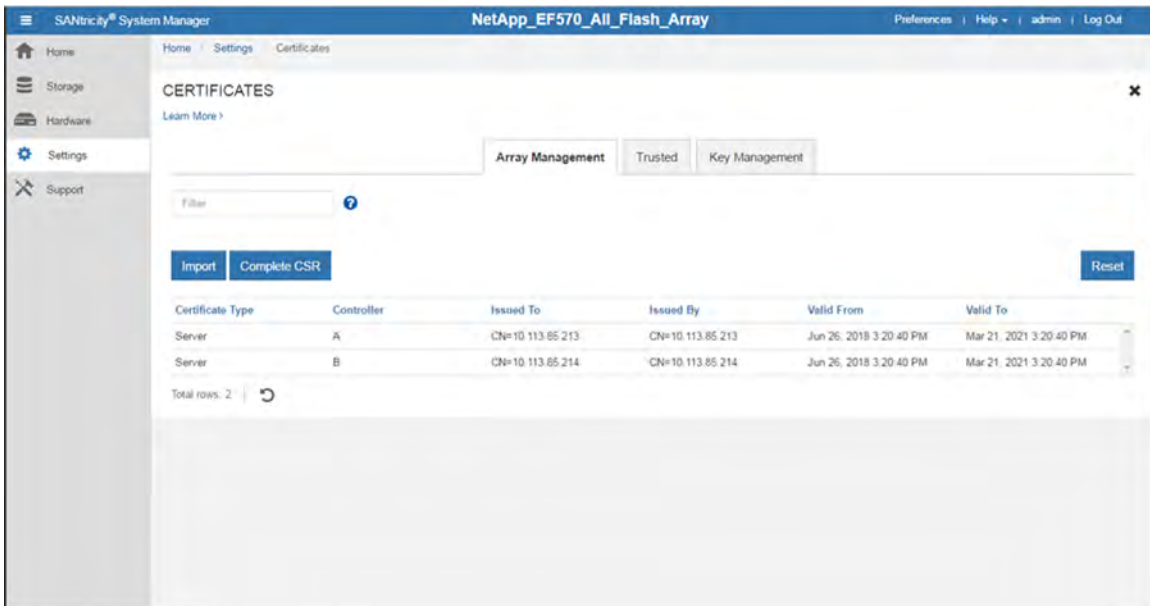 SANtricity® System Manager
NetApp_EF570_All_Flash_Array
Preferences | Help | admin | Log Out
Home
Storage
Hardware
Settings
Support
Home / Settings / Certificates
CERTIFICATES
Learn More >
Array Management Trusted Key Management
Filter
Import Complete CSR Reset
Certificate Type Controller Issued To Issued By Valid From Valid To
Server A CN=10.113.85.213 CN=10.113.85.213 Jun 26, 2018 3:20:40 PM Mar 21, 2021 3:20:40 PM
Server B CN=10.113.85.214 CN=10.113.85.214 Jun 26, 2018 3:20:40 PM Mar 21, 2021 3:20:40 PM
Total rows: 2